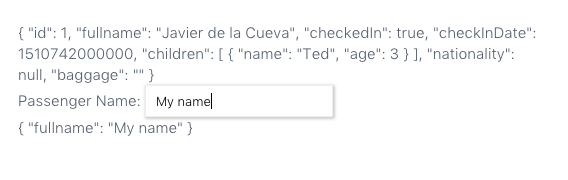 { "id": 1, "fullname": "Javier de la Cueva", "checkedIn": true, "checkInDate":
1510742000000, "children": [ { "name": "Ted", "age": 3 } ], "nationality":
null, "baggage": "" }
Passenger Name: My name
{ "fullname": "My name" }